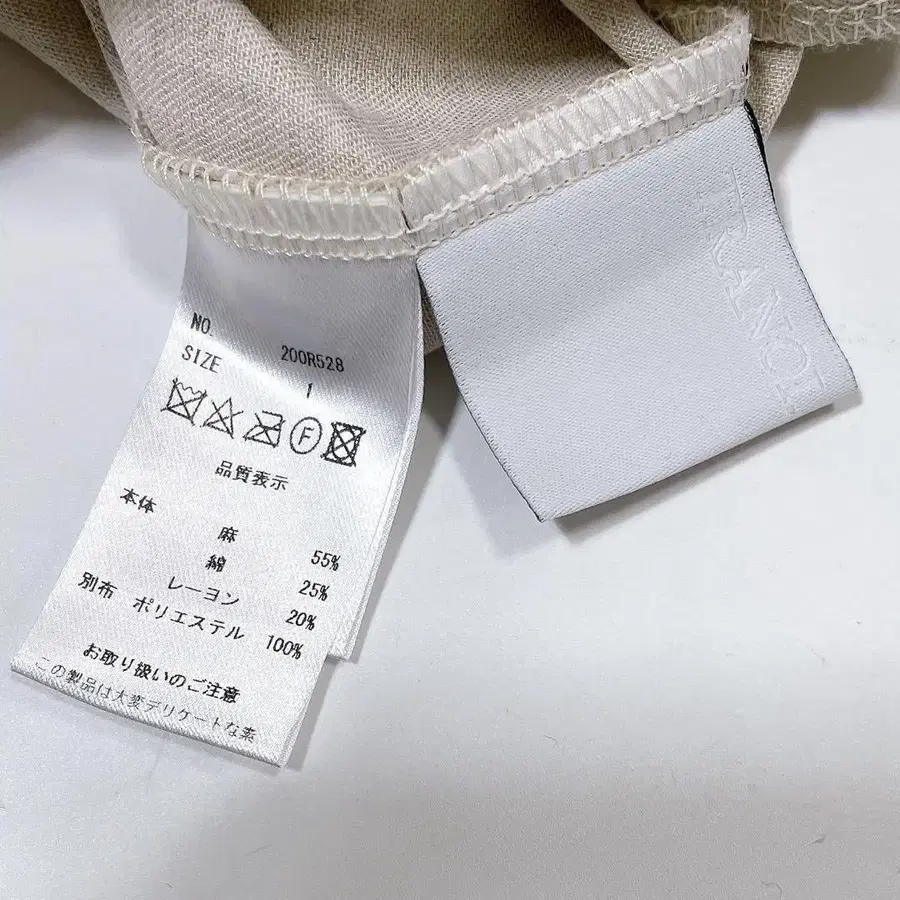 NO. 200R528
SIZE 1
F
品質表示
本体 麻 55%
綿 25%
レーヨン 20%
別布 ポリエステル 100%
お取り扱いのご注意
この製品は大変デリケートな素